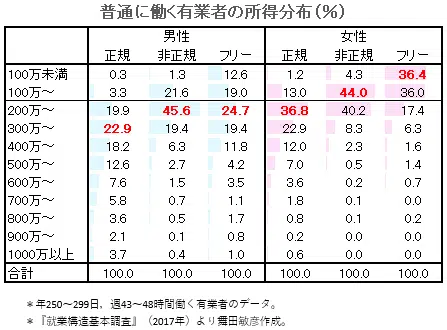 普通に働く有業者の所得分布（％）
男性 女性
正規 非正規 フリー 正規 非正規 フリー
100万未満 0.3 1.3 12.6 1.2 4.3 36.4
100万～ 3.3 21.6 19.0 13.0 44.0 36.0
200万～ 19.9 45.6 24.7 36.8 40.2 17.4
300万～ 22.9 19.4 19.4 22.9 8.3 6.3
400万～ 18.2 6.3 11.8 12.0 2.3 1.6
500万～ 12.6 2.7 4.2 7.0 0.5 1.4
600万～ 7.6 1.5 3.5 3.6 0.2 0.7
700万～ 5.8 0.7 1.1 1.8 0.1 0.0
800万～ 3.6 0.5 1.7 0.8 0.1 0.2
900万～ 2.1 0.1 0.8 0.2 0.0 0.0
1000万以上 3.7 0.4 1.0 0.6 0.0 0.0
合計 100.0 100.0 100.0 100.0 100.0 100.0
＊年250～299日，週43～48時間働く有業者のデータ。
＊『就業構造基本調査』（2017年）より舞田敏彦作成。